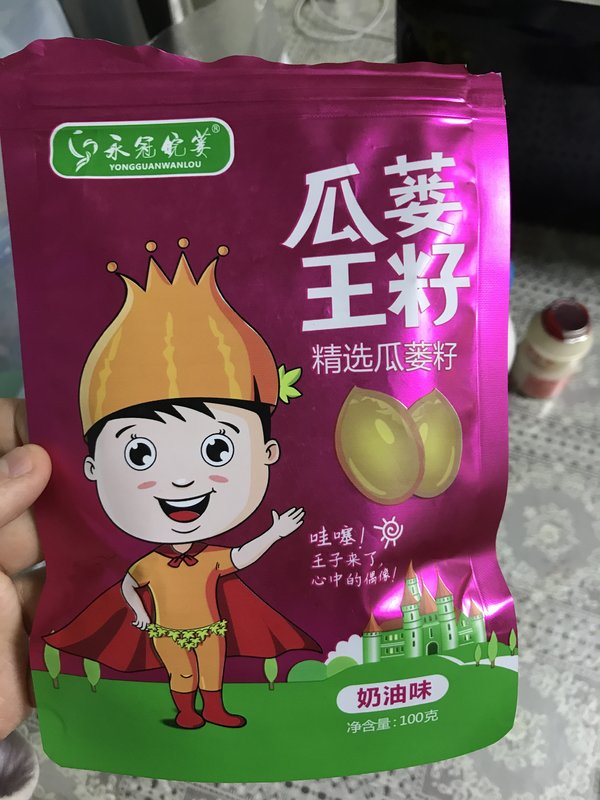 永冠皖蒌®
YONGGUANWANLOU
瓜蒌
王籽
精选瓜蒌籽
哇噻!
王子来了,
心中的偶像!
奶油味
净含量:100克